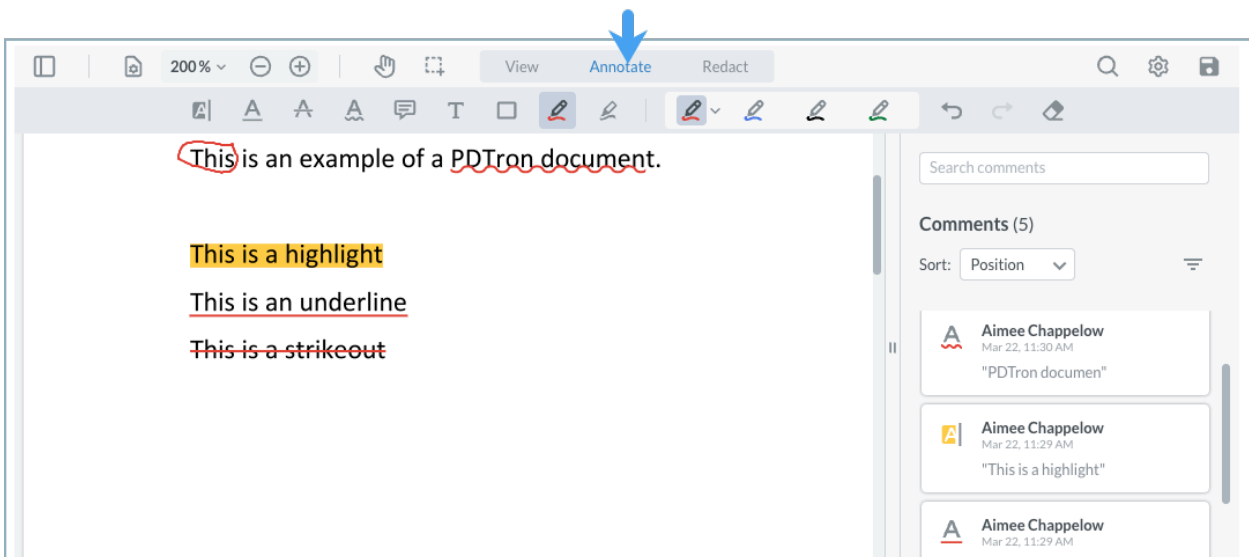 200% View Annotate Redact
A A A A T
This is an example of a PDTron document.
This is a highlight
This is an underline
This is a strikeout
Search comments
Comments (5)
Sort: Position
A Aimee Chappelow
Mar 22, 11:30 AM
"PDTron documen"
A Aimee Chappelow
Mar 22, 11:29 AM
"This is a highlight"
A Aimee Chappelow
Mar 22, 11:29 AM